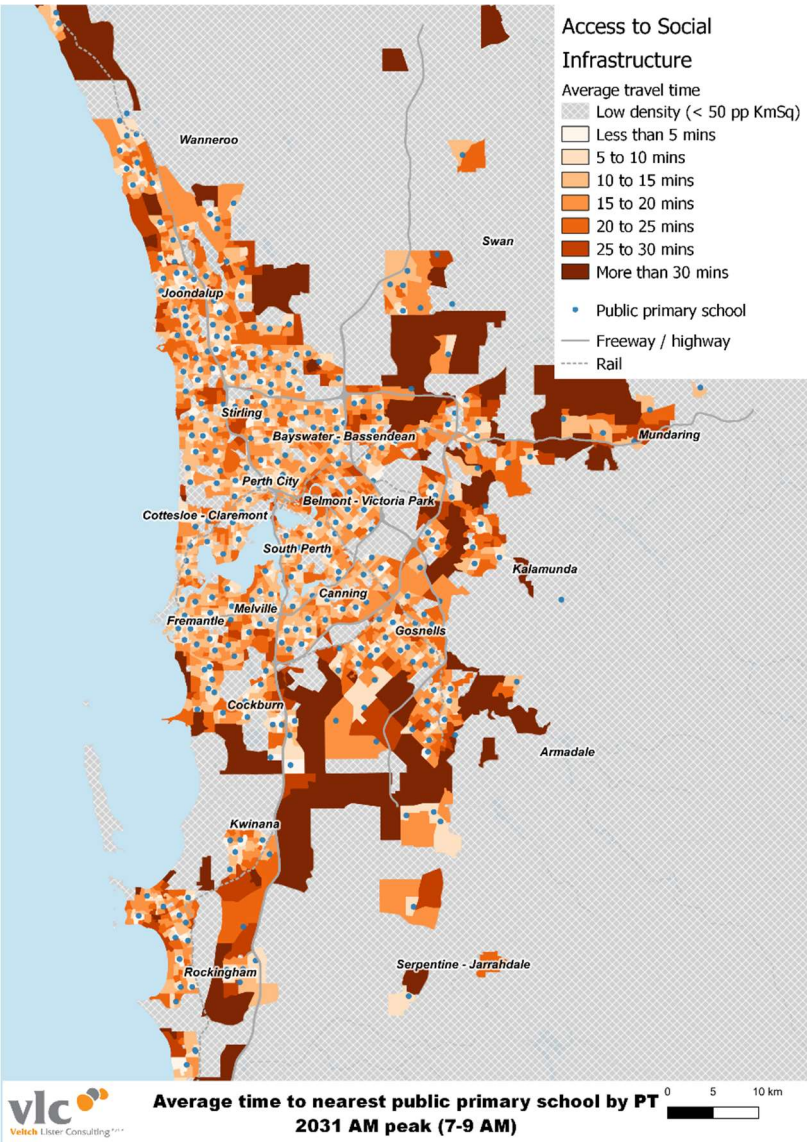 Access to Social
Infrastructure
Average travel time
Low density (< 50 pp KmSq)
Less than 5 mins
5 to 10 mins
10 to 15 mins
15 to 20 mins
20 to 25 mins
25 to 30 mins
More than 30 mins
Public primary school
Freeway / highway
Rail
Wanneroo
Swan
Joondalup
Stirling
Bayswater - Bassendean
Mundaring
Perth City
Belmont - Victoria Park
Cottesloe - Claremont
South Perth
Kalamunda
Canning
Melville
Fremantle
Gosnells
Cockburn
Armadale
Kwinana
Serpentine - Jarrahdale
Rockingham
vlc
Veitch Lister Consulting
Average time to nearest public primary school by PT
2031 AM peak (7-9 AM)
0 5 10 km